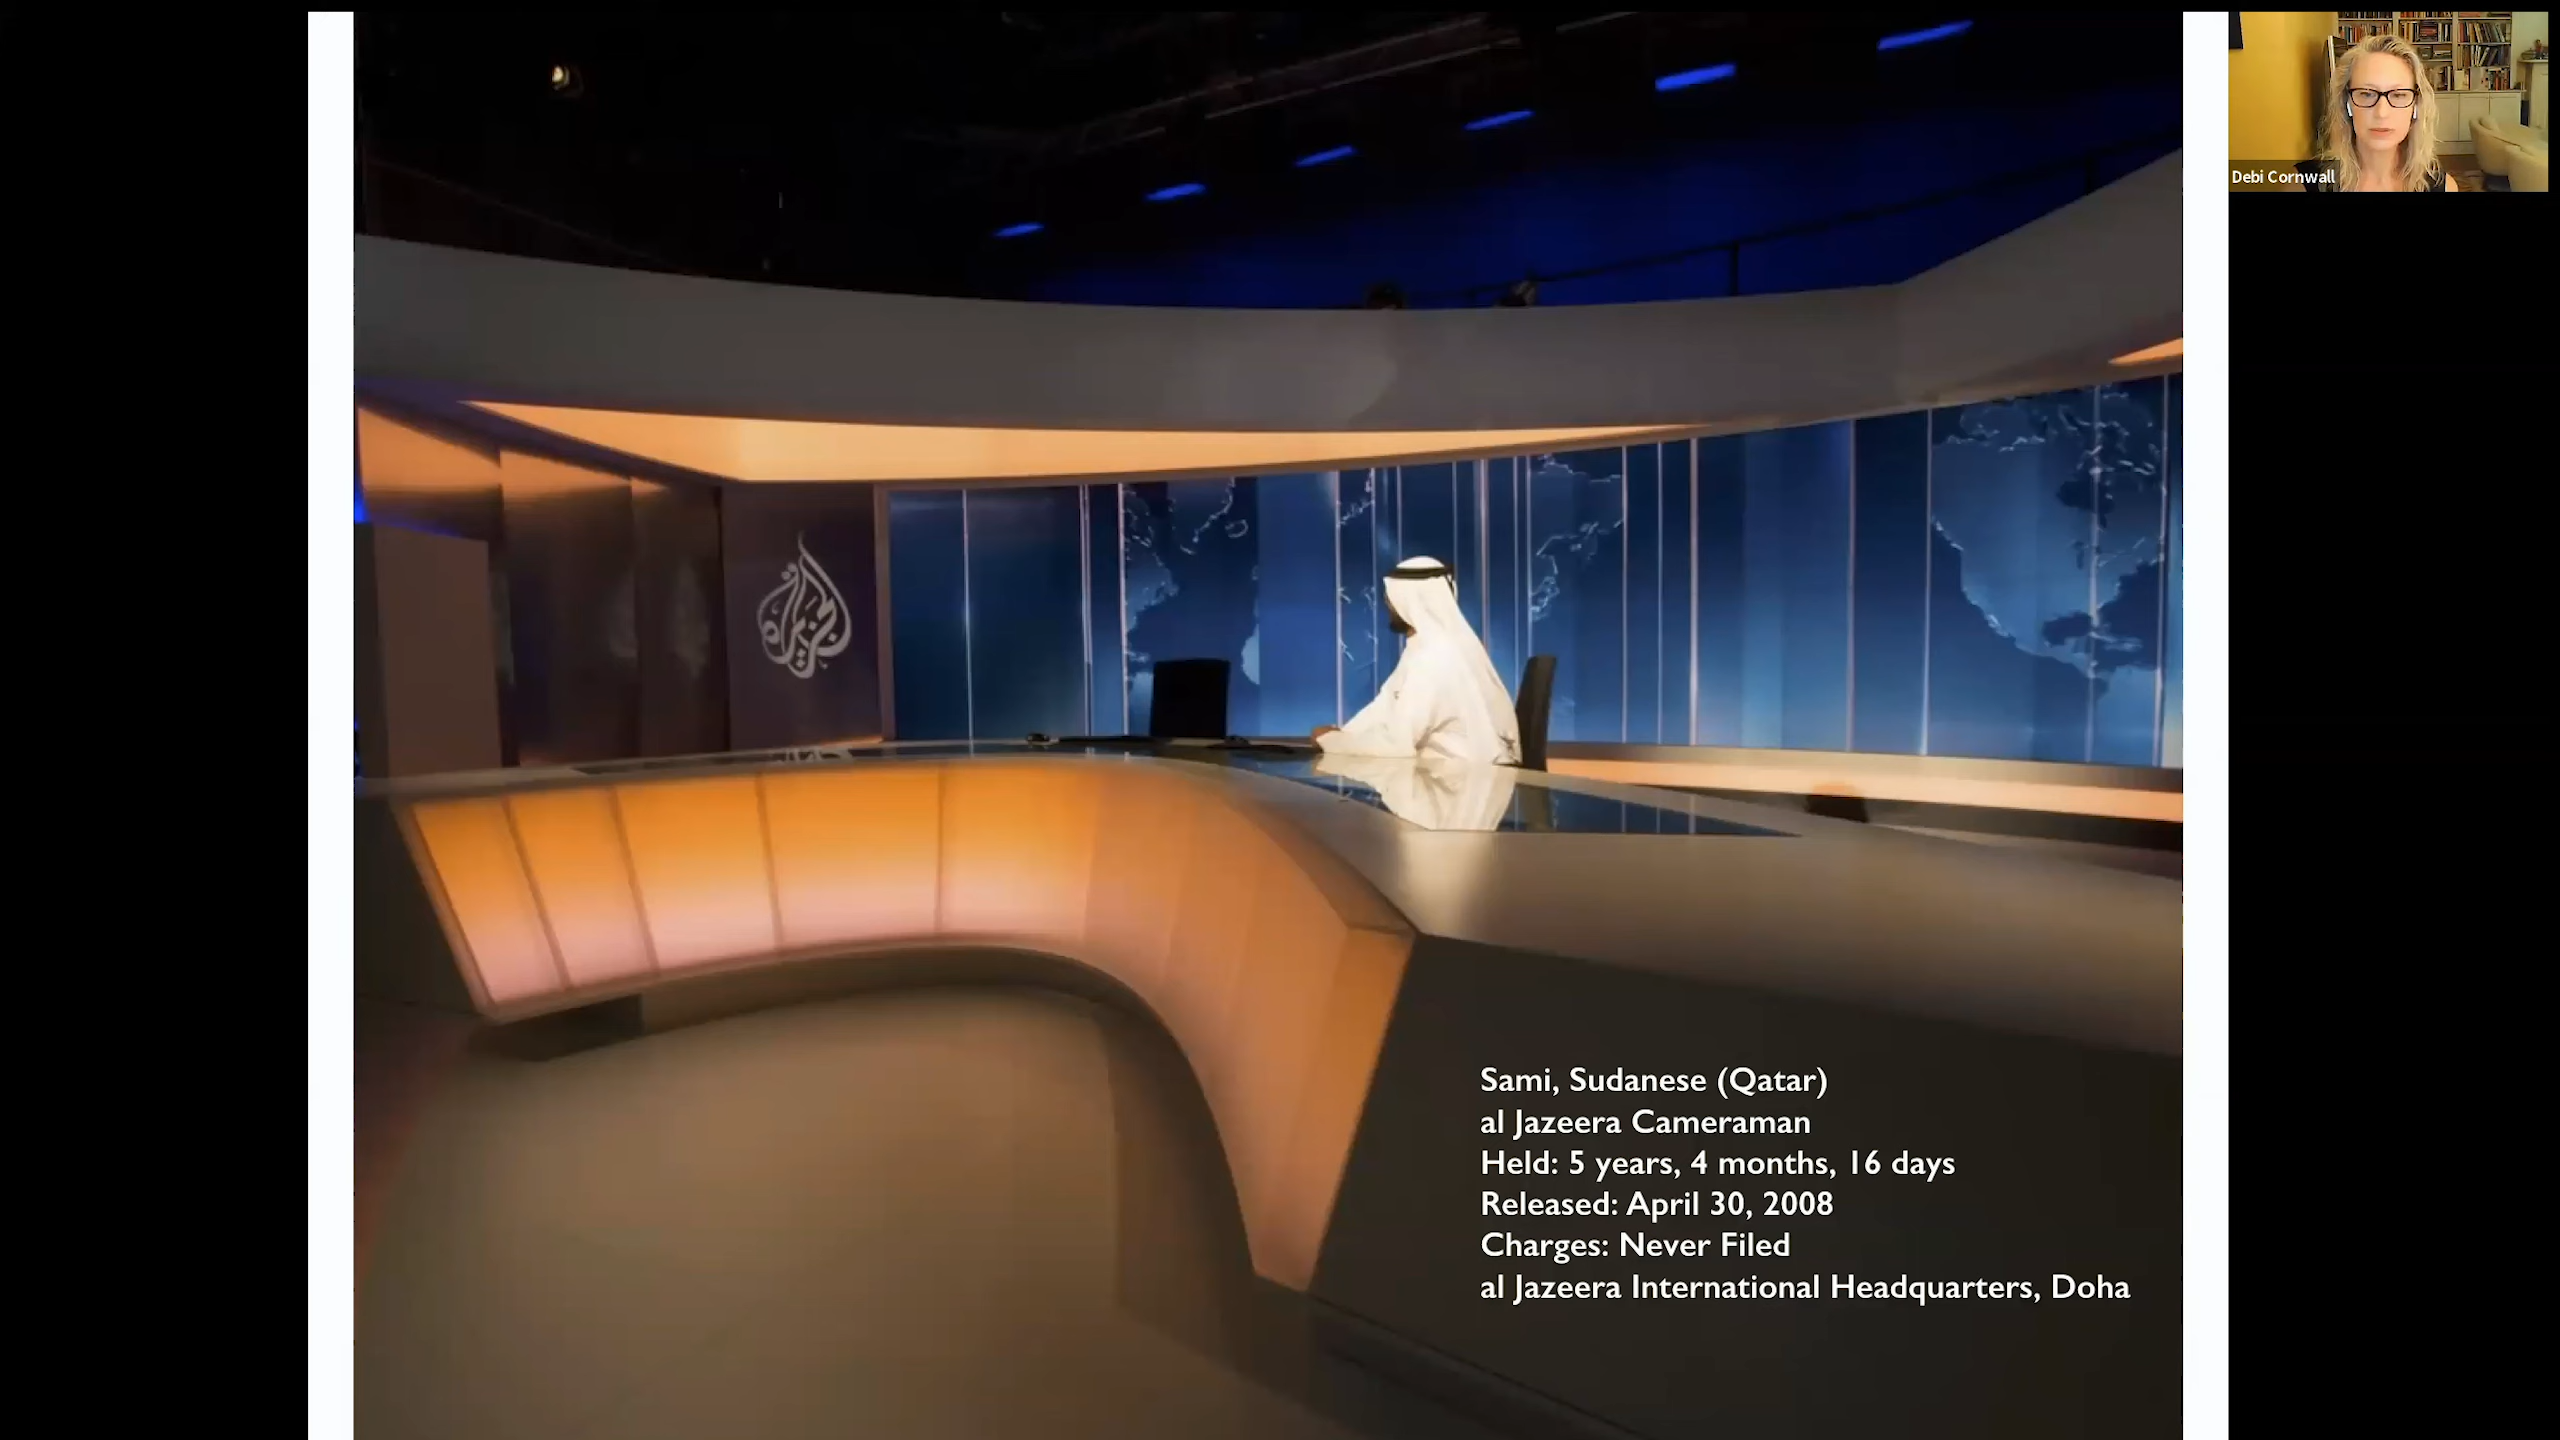 الجزيرة
Debi Cornwall
Sami, Sudanese (Qatar)
al Jazeera Cameraman
Held: 5 years, 4 months, 16 days
Released: April 30, 2008
Charges: Never Filed
al Jazeera International Headquarters, Doha